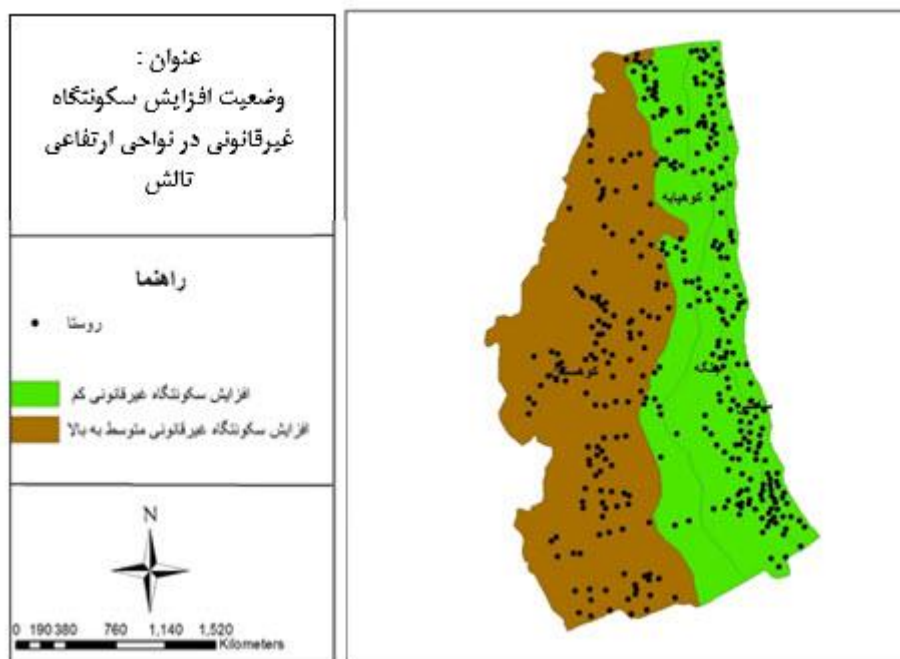 عنوان :
وضعیت افزایش سکونتگاه
غیرقانونی در نواحی ارتفاعی
تالش
راهنما
روستا
افزایش سکونتگاه غیرقانونی کم
افزایش سکونتگاه غیرقانونی متوسط به بالا
N
0 190 380 760 1,140 1,520
Kilometers
کوهپایه